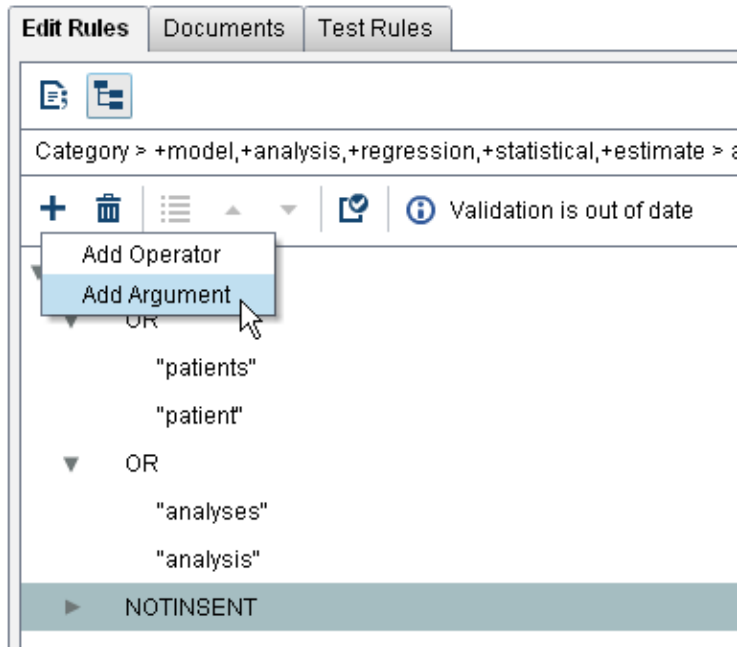 Edit Rules Documents Test Rules
Category > +model,+analysis,+regression,+statistical,+estimate > a
Validation is out of date
Add Operator
Add Argument
OR
"patients"
"patient"
OR
"analyses"
"analysis"
NOTINSENT